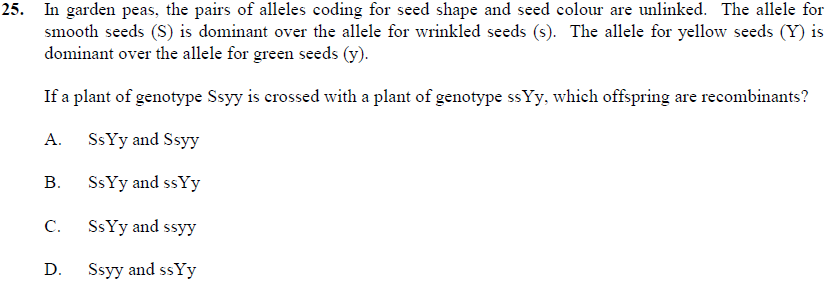 25. In garden peas, the pairs of alleles coding for seed shape and seed colour are unlinked. The allele for
smooth seeds (S) is dominant over the allele for wrinkled seeds (s). The allele for yellow seeds (Y) is
dominant over the allele for green seeds (y).
If a plant of genotype Ssyy is crossed with a plant of genotype ssYy, which offspring are recombinants?
A. SsYy and Ssyy
B. SsYy and ssYy
C. SsYy and ssyy
D. Ssyy and ssYy